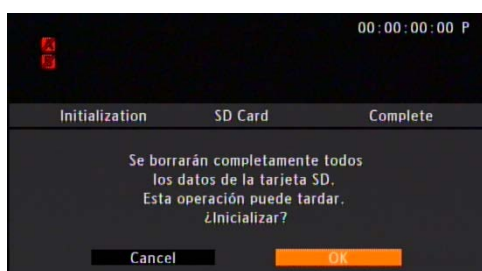 00:00:00:00 P
A
B
Initialization SD Card Complete
Se borrarán completamente todos
los datos de la tarjeta SD.
Esta operación puede tardar.
¿Inicializar?
Cancel OK